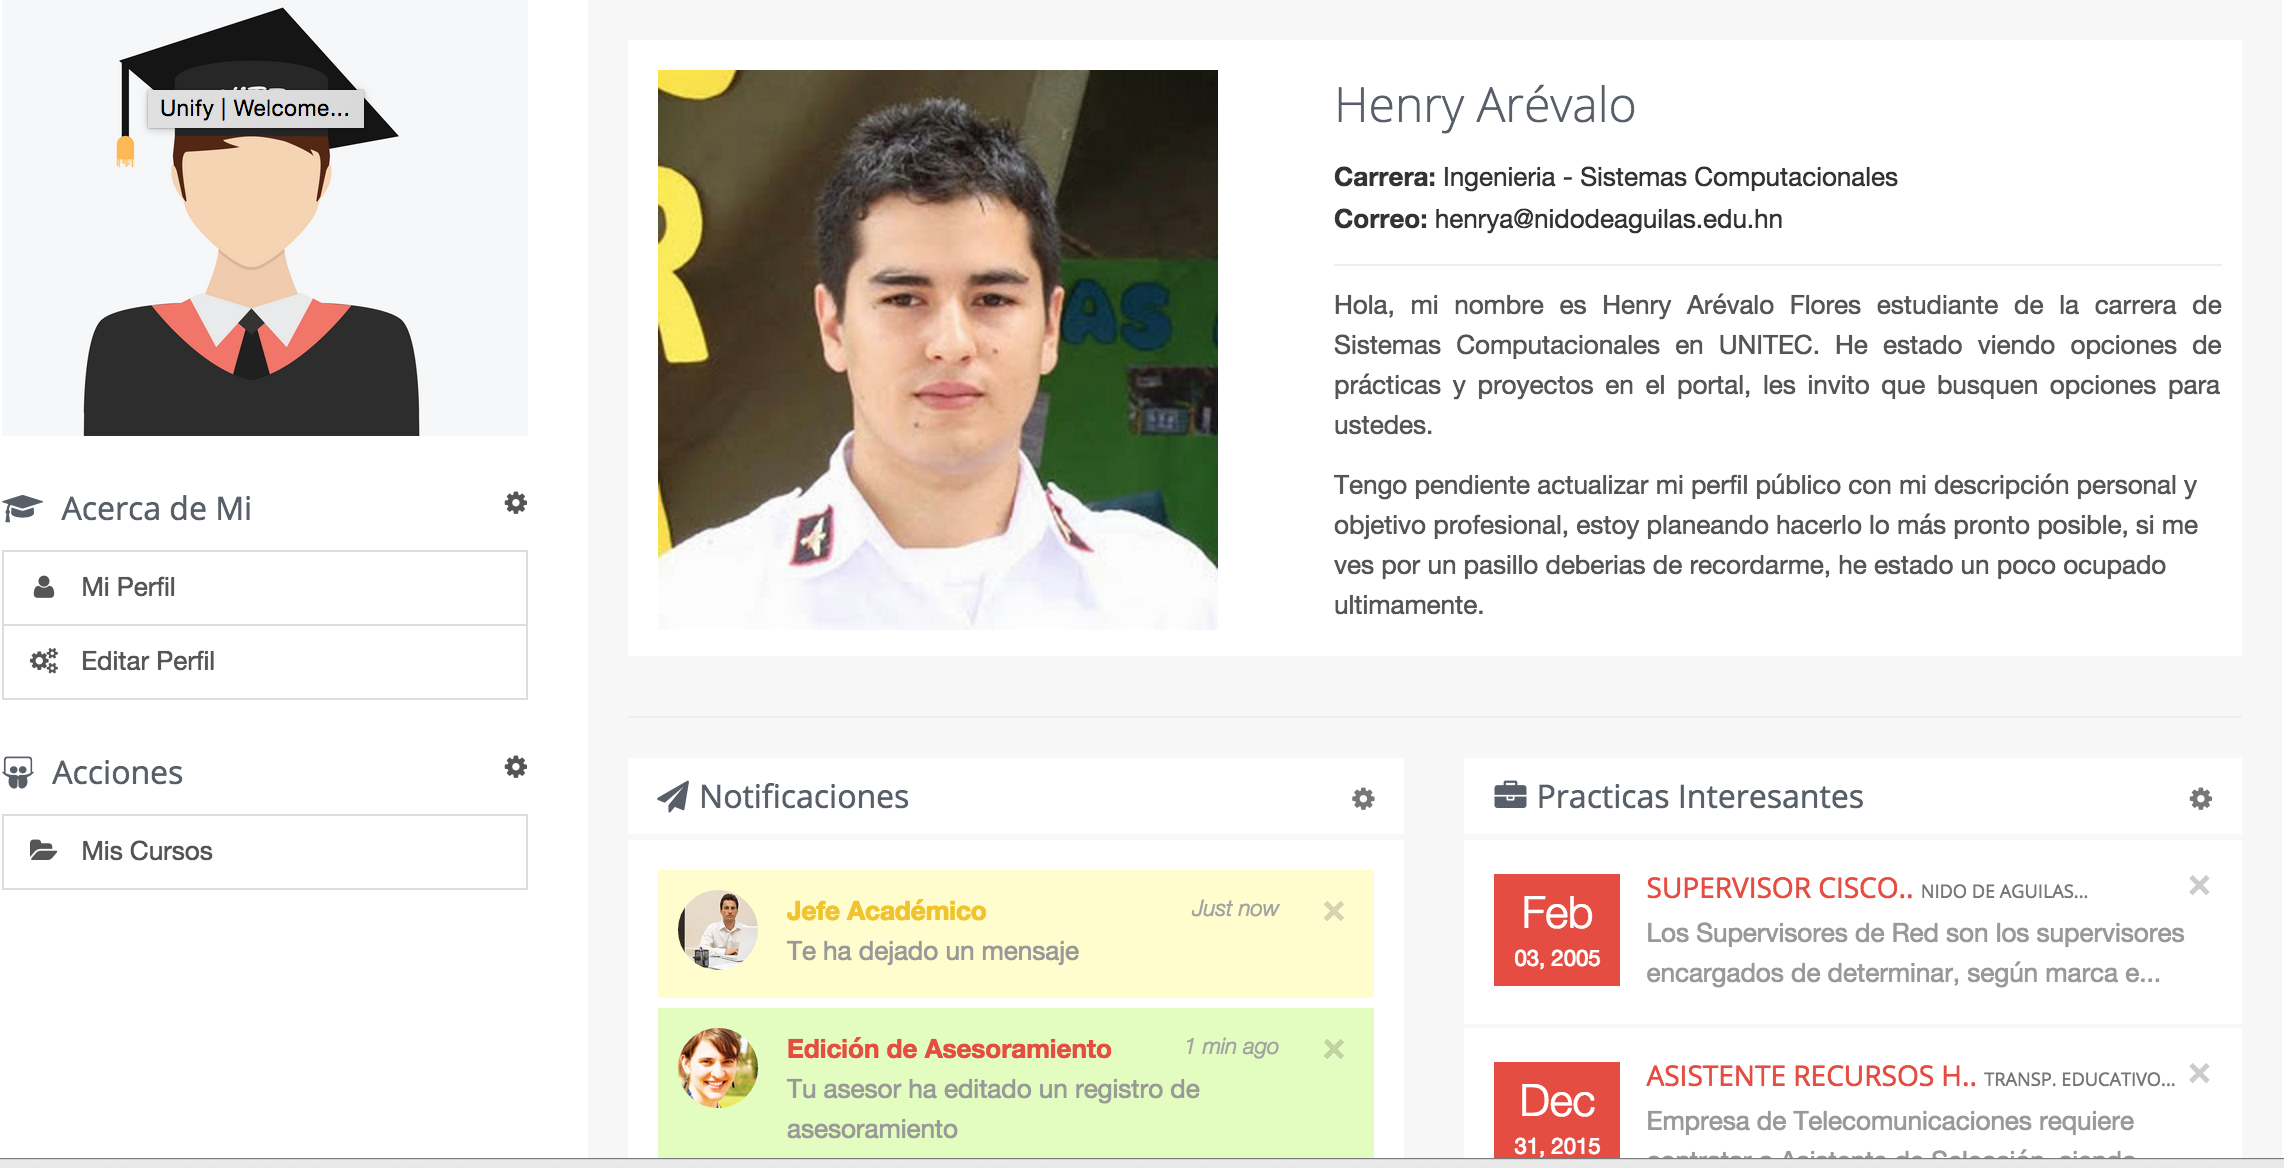 Unify | Welcome...
Acerca de Mi
Mi Perfil
Editar Perfil
Acciones
Mis Cursos
Henry Arévalo
Carrera: Ingenieria - Sistemas Computacionales
Correo: henrya@nidodeaguilas.edu.hn
Hola, mi nombre es Henry Arévalo Flores estudiante de la carrera de
Sistemas Computacionales en UNITEC. He estado viendo opciones de
prácticas y proyectos en el portal, les invito que busquen opciones para
ustedes.
Tengo pendiente actualizar mi perfil público con mi descripción personal y
objetivo profesional, estoy planeando hacerlo lo más pronto posible, si me
ves por un pasillo deberias de recordarme, he estado un poco ocupado
ultimamente.
AS
Notificaciones
Jefe Académico
Just now
Te ha dejado un mensaje
Edición de Asesoramiento
1 min ago
Tu asesor ha editado un registro de
asesoramiento
Practicas Interesantes
Feb
03, 2005
SUPERVISOR CISCO.. NIDO DE AGUILAS...
Los Supervisores de Red son los supervisores
encargados de determinar, según marca e...
Dec
31, 2015
ASISTENTE RECURSOS H.. TRANSP. EDUCATIVO...
Empresa de Telecomunicaciones requiere
contratar a Asistente de Selección, siendo